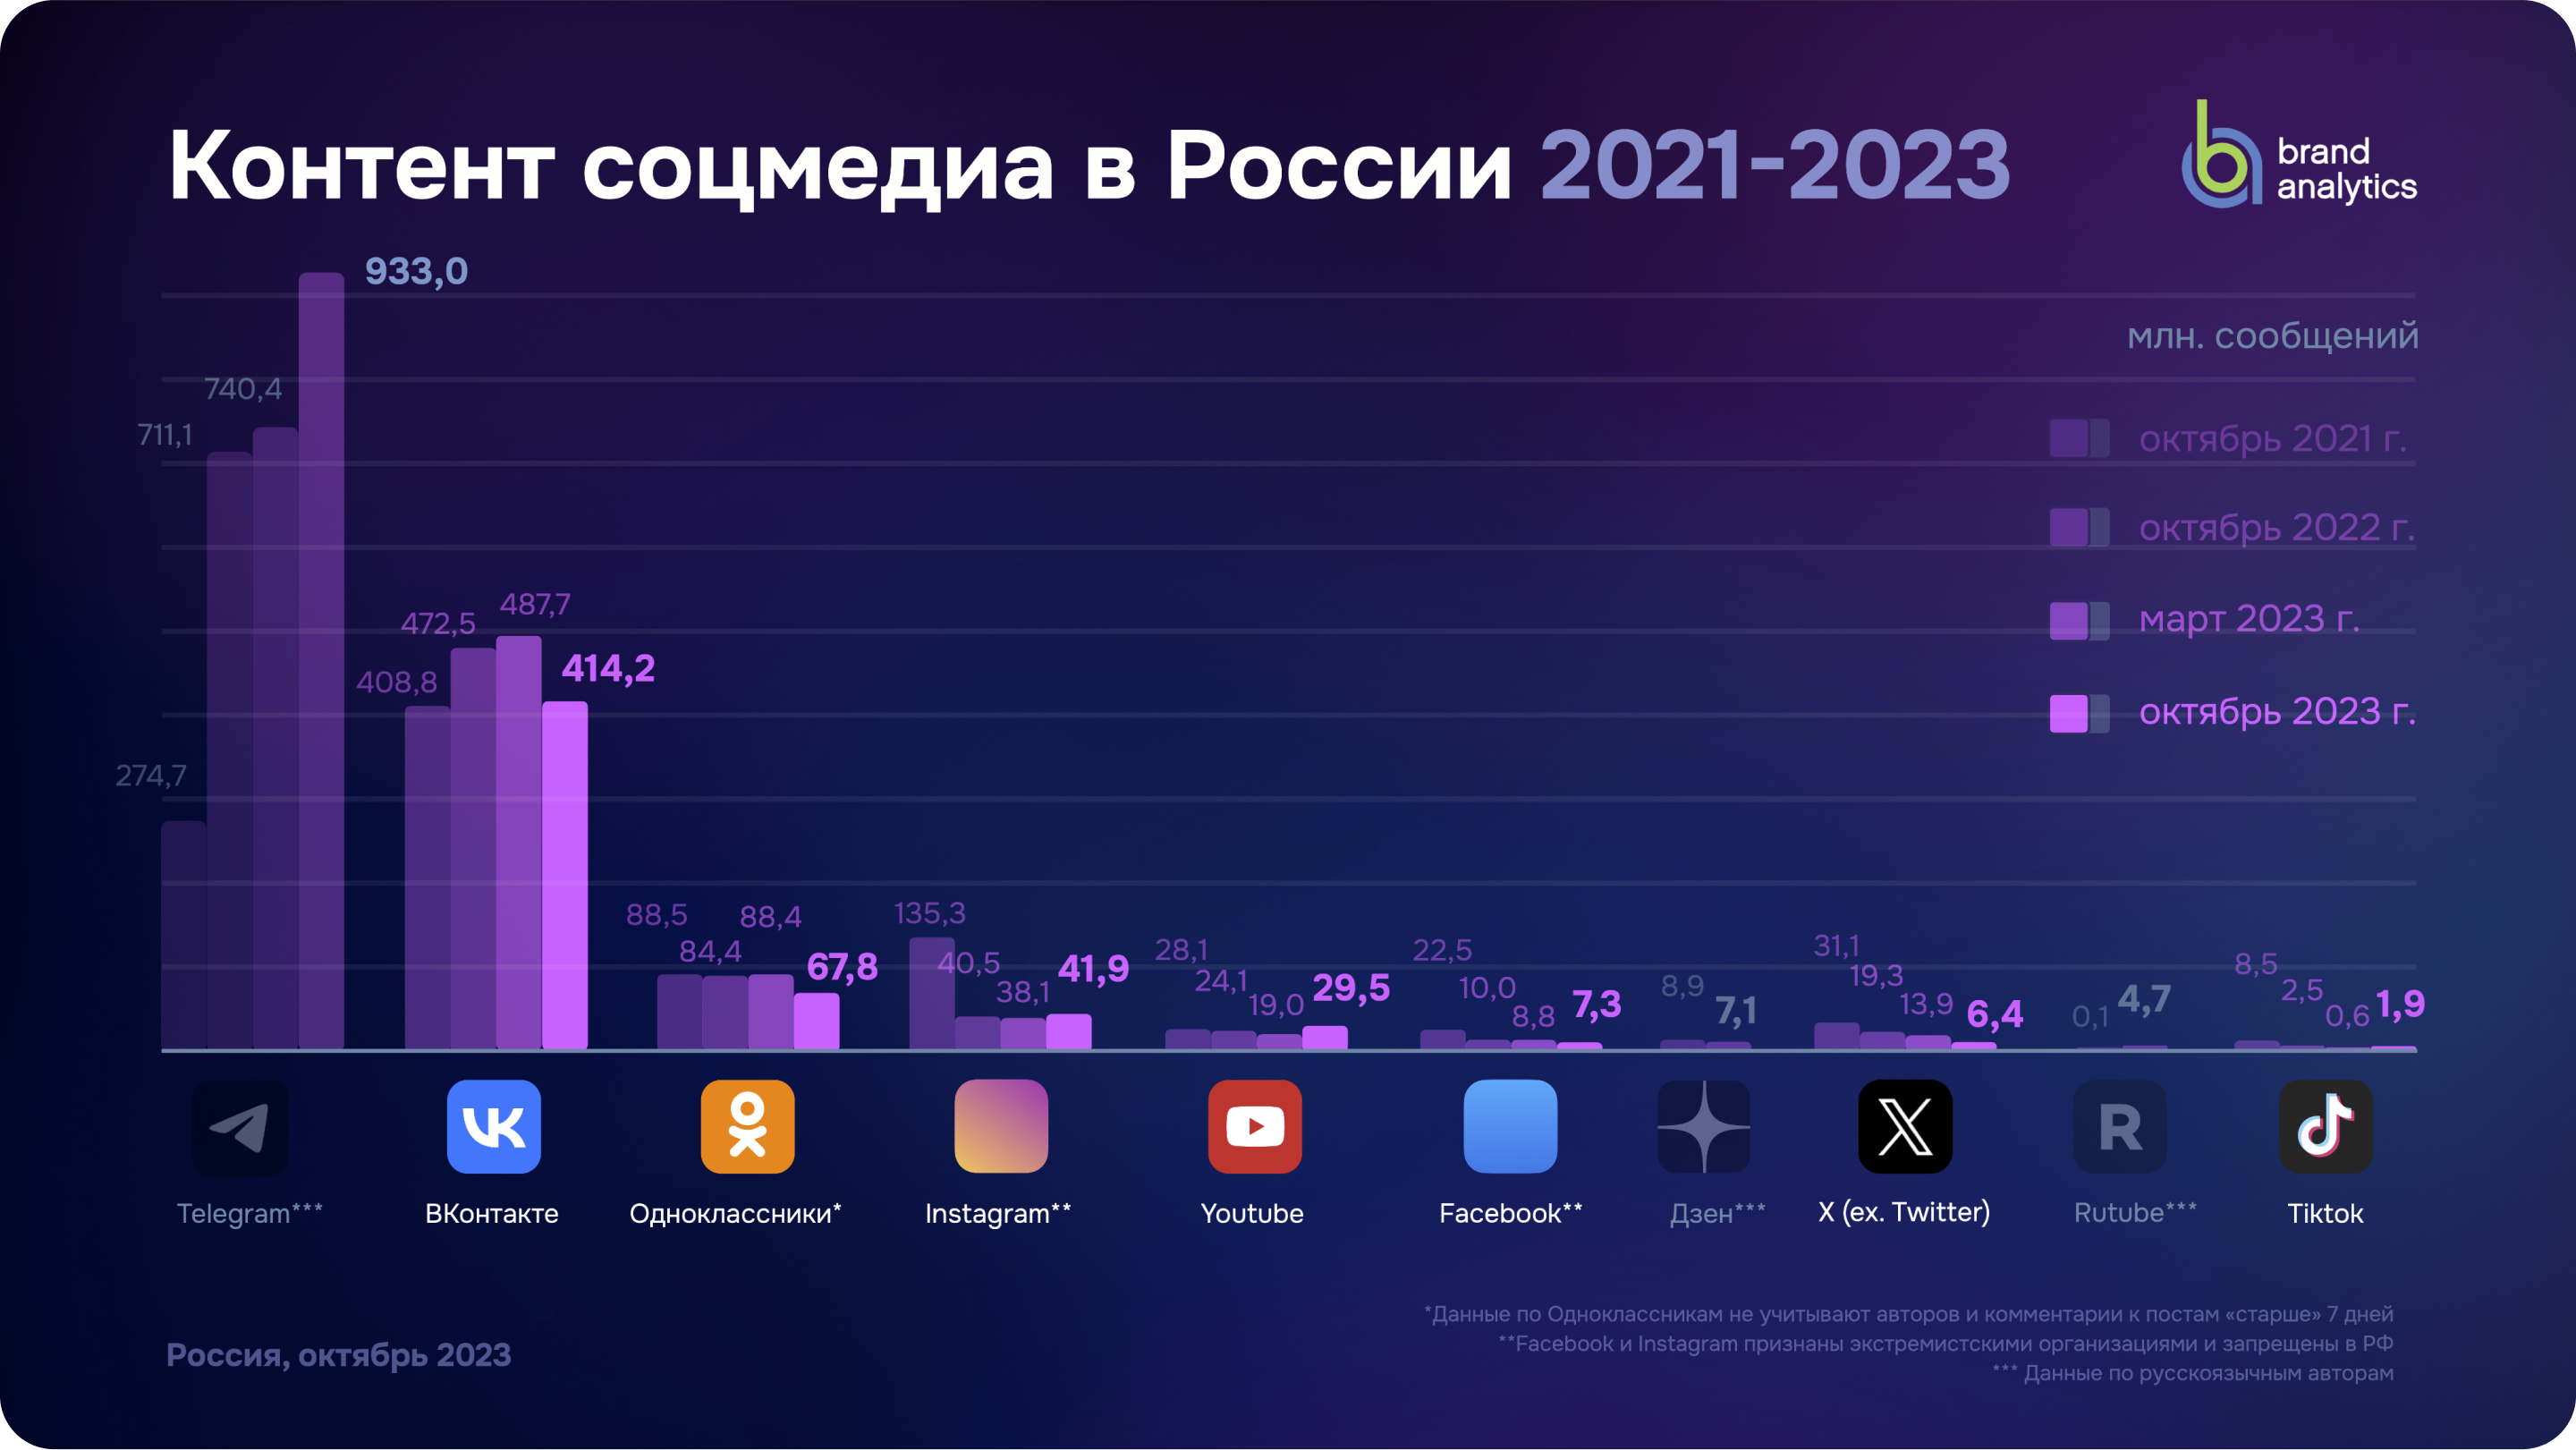 Контент соцмедиа в России 2021-2023
brand
analytics
933,0
млн. сообщений
740,4
711,1
октябрь 2021 г.
октябрь 2022 г.
март 2023 г.
октябрь 2023 г.
487,7
472,5
414,2
408,8
274,7
88,5
84,4
88,4
67,8
135,3
40,5
38,1
41,9
28,1
24,1
19,0
29,5
22,5
10,0
8,8
7,3
8,9
7,1
31,1
19,3
13,9
6,4
0,1
4,7
8,5
2,5
0,6
1,9
Telegram***
ВКонтакте
Одноклассники*
Instagram**
Youtube
Facebook**
Дзен***
X (ex. Twitter)
Rutube***
Tiktok
*Данные по Одноклассникам не учитывают авторов и комментарии к постам «старше» 7 дней
**Facebook и Instagram признаны экстремистскими организациями и запрещены в РФ
*** Данные по русскоязычным авторам
Россия, октябрь 2023